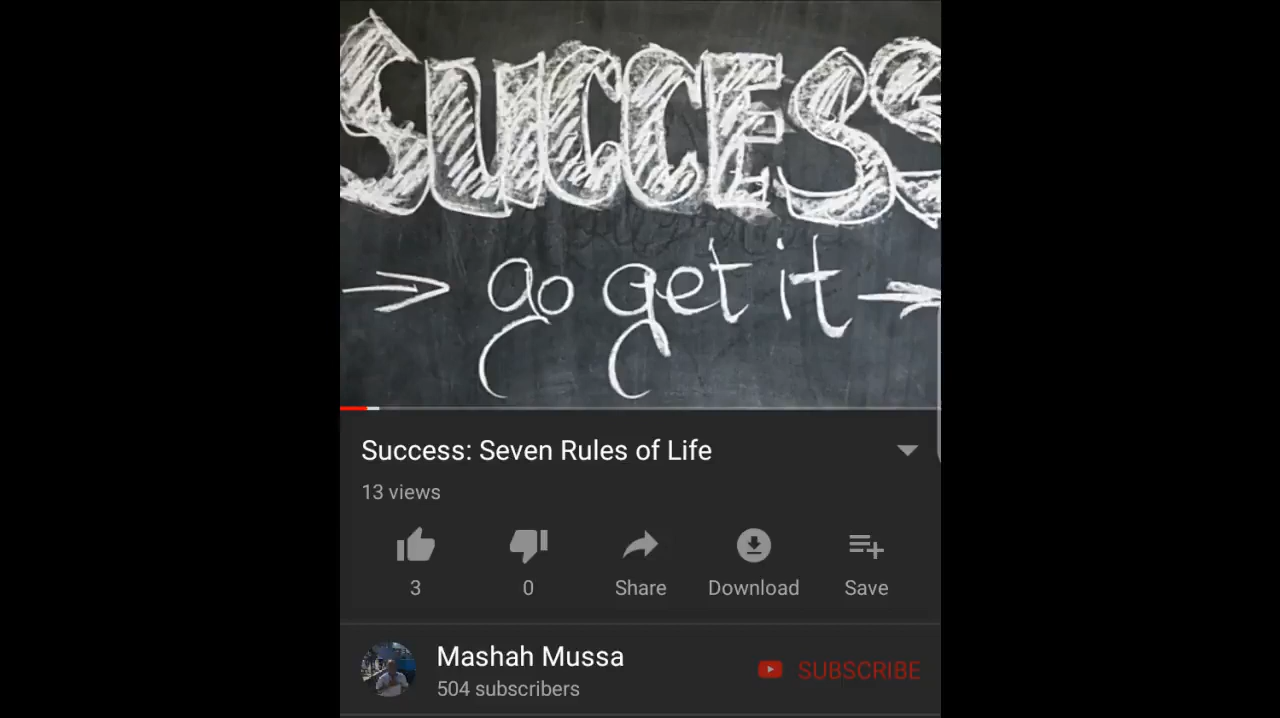 SUCCESS
go get it
Success: Seven Rules of Life
13 views
3
0
Share
Download
Save
Mashah Mussa
504 subscribers
SUBSCRIBE